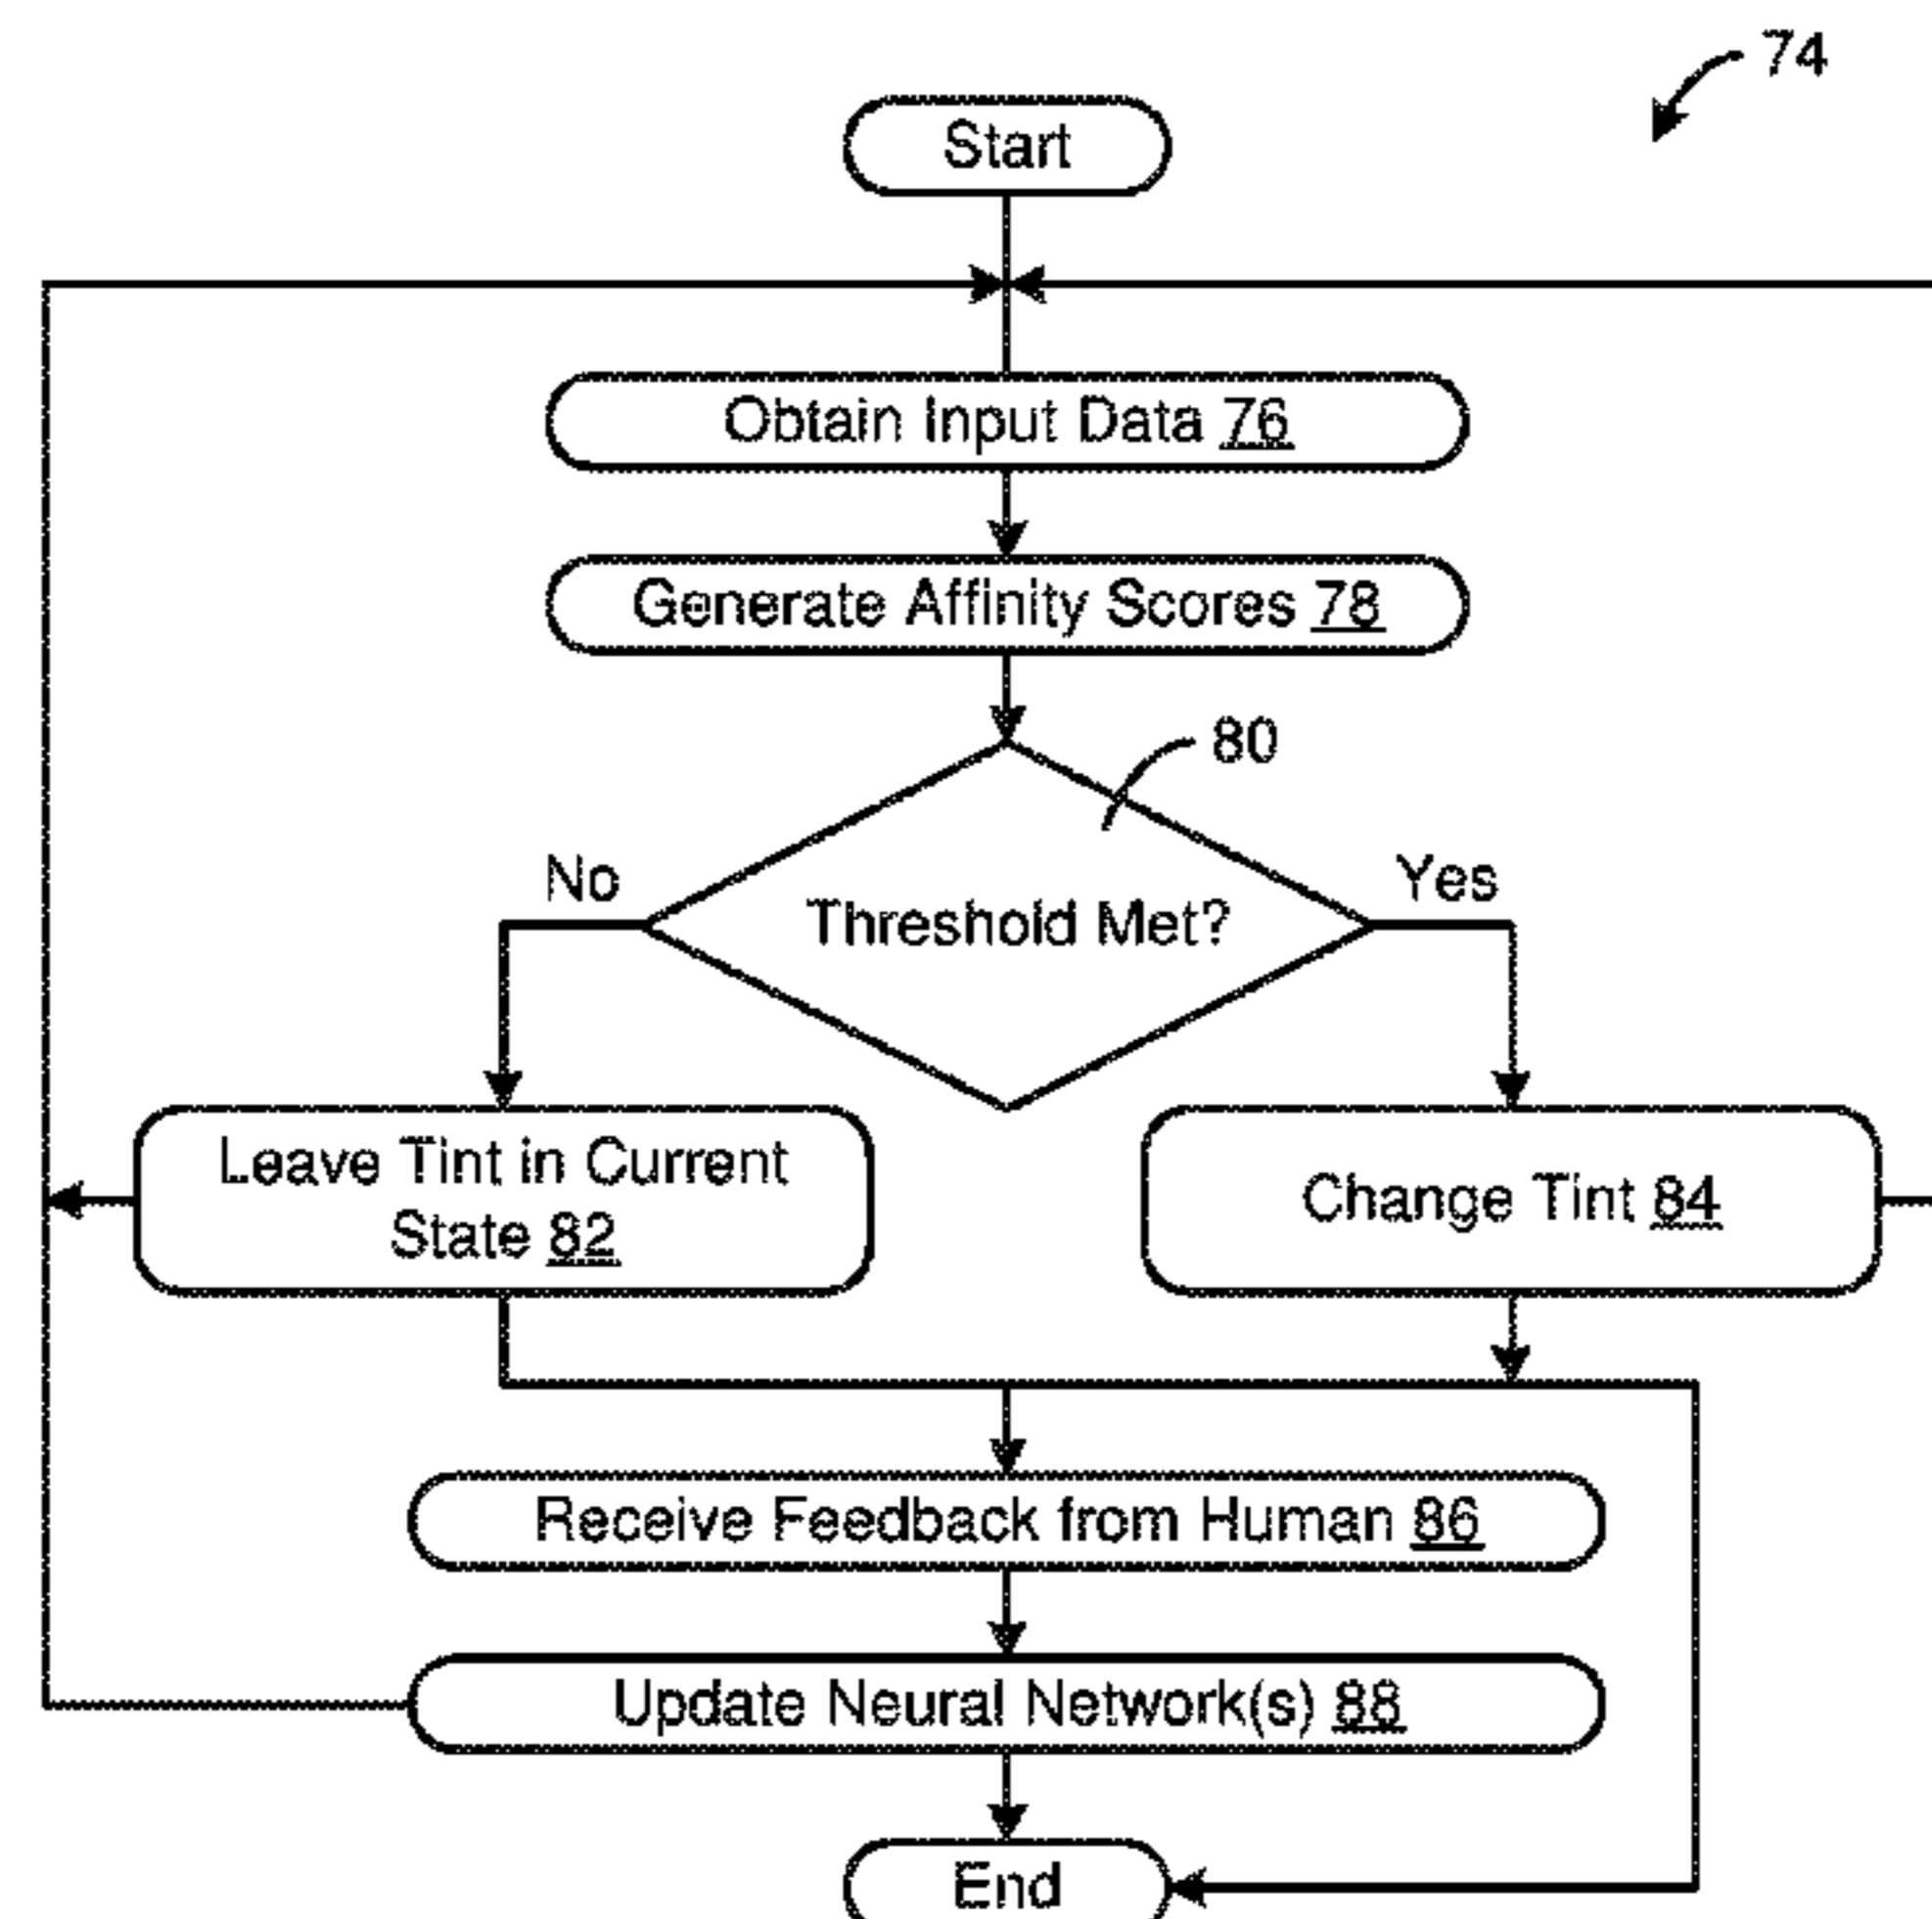 74
Start
Obtain Input Data 76
Generate Affinity Scores 78
80
No
Yes
Threshold Met?
Leave Tint in Current
State 82
Change Tint 84
Receive Feedback from Human 86
Update Neural Network(s) 88
End